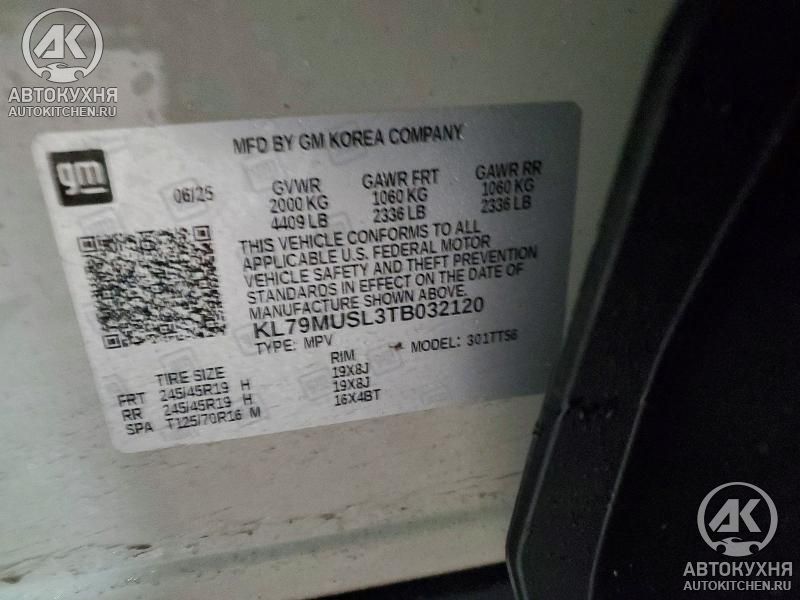 AK
АВТОКУХНЯ
AUTOKITCHEN.RU
MFD BY GM KOREA COMPANY
gm
06/25
GVWR
2000 KG
4409 LB
GAWR FRT
1060 KG
2336 LB
GAWR RR
1060 KG
2336 LB
THIS VEHICLE CONFORMS TO ALL
APPLICABLE U.S. FEDERAL MOTOR
VEHICLE SAFETY AND THEFT PREVENTION
STANDARDS IN EFFECT ON THE DATE OF
MANUFACTURE SHOWN ABOVE.
KL79MUSL3TB032120
TYPE: MPV MODEL: 301TT56
TIRE SIZE RIM
FRT 245/45R19 H 19X8J
RR 245/45R19 H 19X8J
SPA T125/70R16 M 16X4BT
AK
АВТОКУХНЯ
AUTOKITCHEN.RU